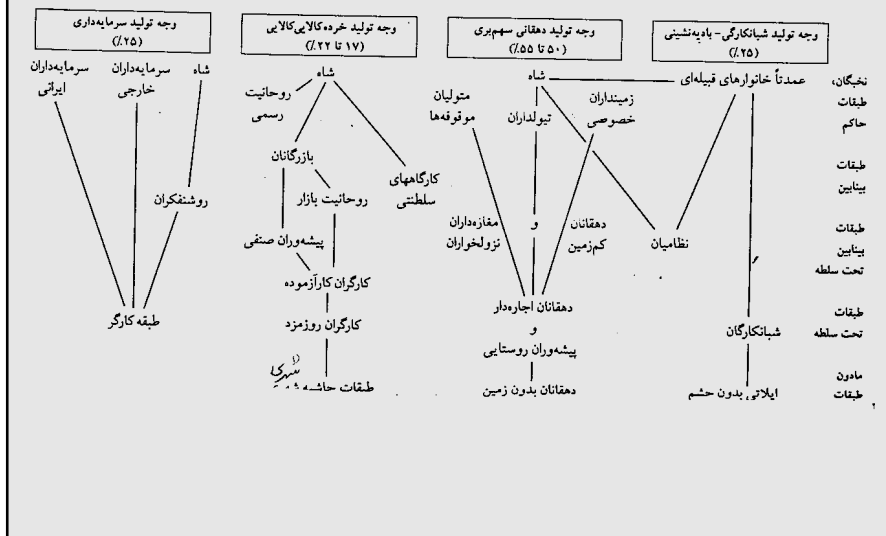 وجه تولید شبانکارگی - بادیه‌نشینی
(٪۲۵)
وجه تولید دهقانی سهم‌بری
(۵۰ تا ۵۵٪)
وجه تولید خرده‌کالایی‌کالایی
(۱۷ تا ۲۲٪)
وجه تولید سرمایه‌داری
(٪۲۵)
نخبگان،
طبقات
حاکم
عمدتاً خانوارهای قبیله‌ای
شاه
زمینداران
خصوصی
تیولداران
متولیان
موقوفه‌ها
شاه
روحانیت
رسمی
شاه
سرمایه‌داران
خارجی
سرمایه‌داران
ایرانی
طبقات
بینابین
بازرگانان
کارگاههای
سلطنتی
روحانیت بازار
روشنفکران
طبقات
بینابین
تحت سلطه
نظامیان
دهقانان
کم‌زمین
و
مغازه‌داران
نزولخواران
پیشه‌وران صنفی
طبقات
تحت سلطه
شبانکارگان
دهقانان اجاره‌دار
و
پیشه‌وران روستایی
کارگران کارآزموده
کارگران روزمزد
طبقه کارگر
مادون
طبقات
ایلاتی بدون حشم
دهقانان بدون زمین
طبقات حاشیه
شهری